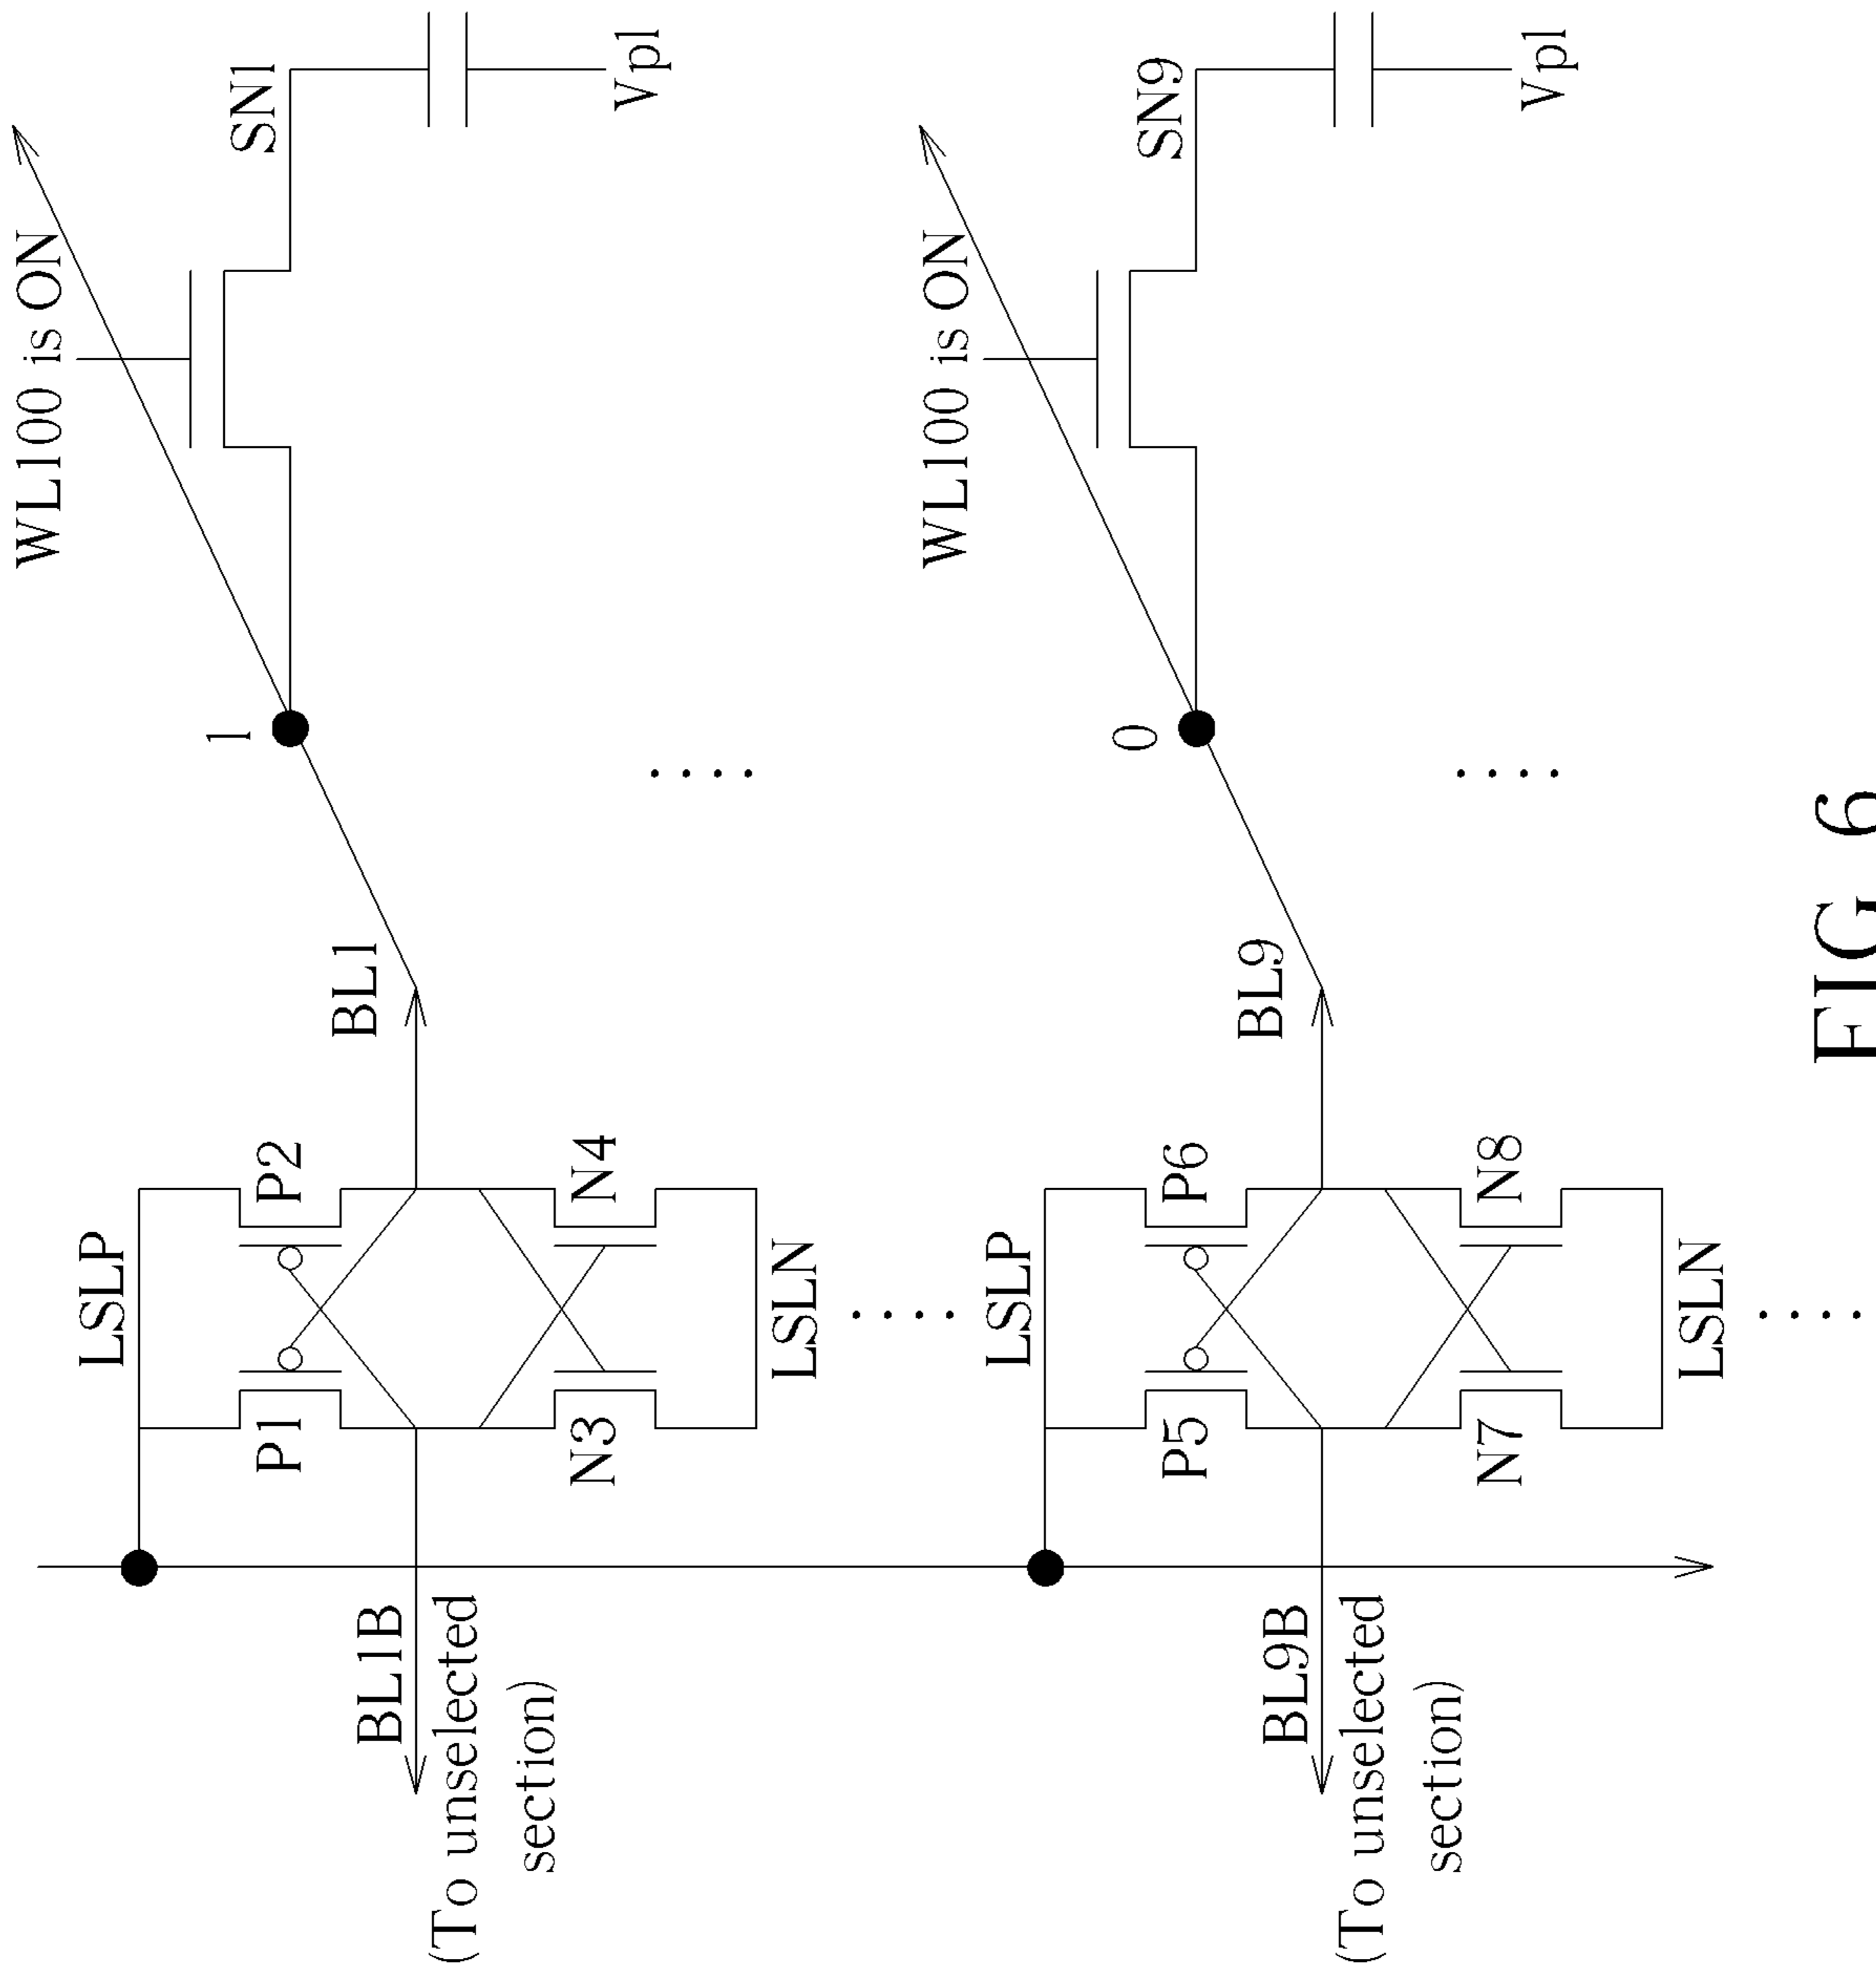 WL100 is ON
SN1
Vpl
1
BL1
LSLP
P1
P2
N3
N4
LSLN
BL1B
(To unselected
section)
WL100 is ON
SN9
Vpl
0
BL9
LSLP
P5
P6
N7
N8
LSLN
BL9B
(To unselected
section)
FIG 6